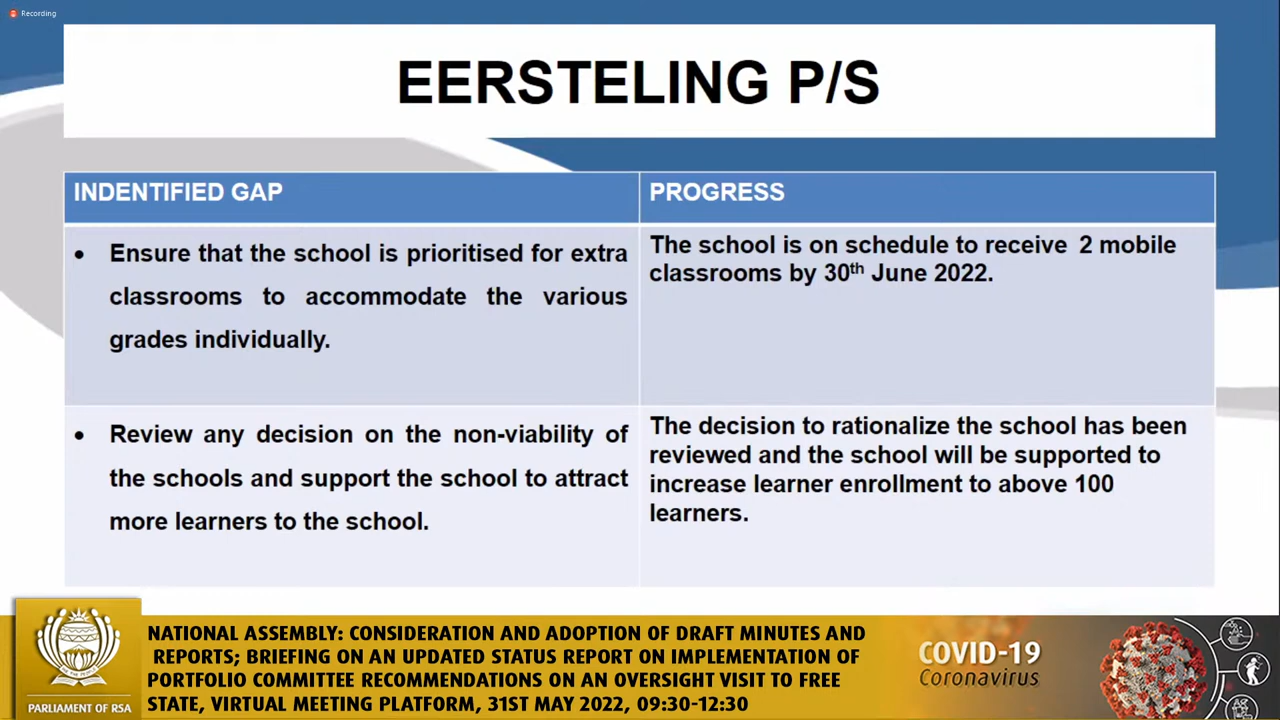 Recording
EERSTELING P/S
INDENTIFIED GAP
PROGRESS
• Ensure that the school is prioritised for extra
classrooms to accommodate the various
grades individually.
The school is on schedule to receive 2 mobile
classrooms by 30th June 2022.
• Review any decision on the non-viability of
the schools and support the school to attract
more learners to the school.
The decision to rationalize the school has been
reviewed and the school will be supported to
increase learner enrollment to above 100
learners.
PARLIAMENT OF RSA
NATIONAL ASSEMBLY: CONSIDERATION AND ADOPTION OF DRAFT MINUTES AND
REPORTS; BRIEFING ON AN UPDATED STATUS REPORT ON IMPLEMENTATION OF
PORTFOLIO COMMITTEE RECOMMENDATIONS ON AN OVERSIGHT VISIT TO FREE
STATE, VIRTUAL MEETING PLATFORM, 31ST MAY 2022, 09:30-12:30
COVID-19
Coronavirus